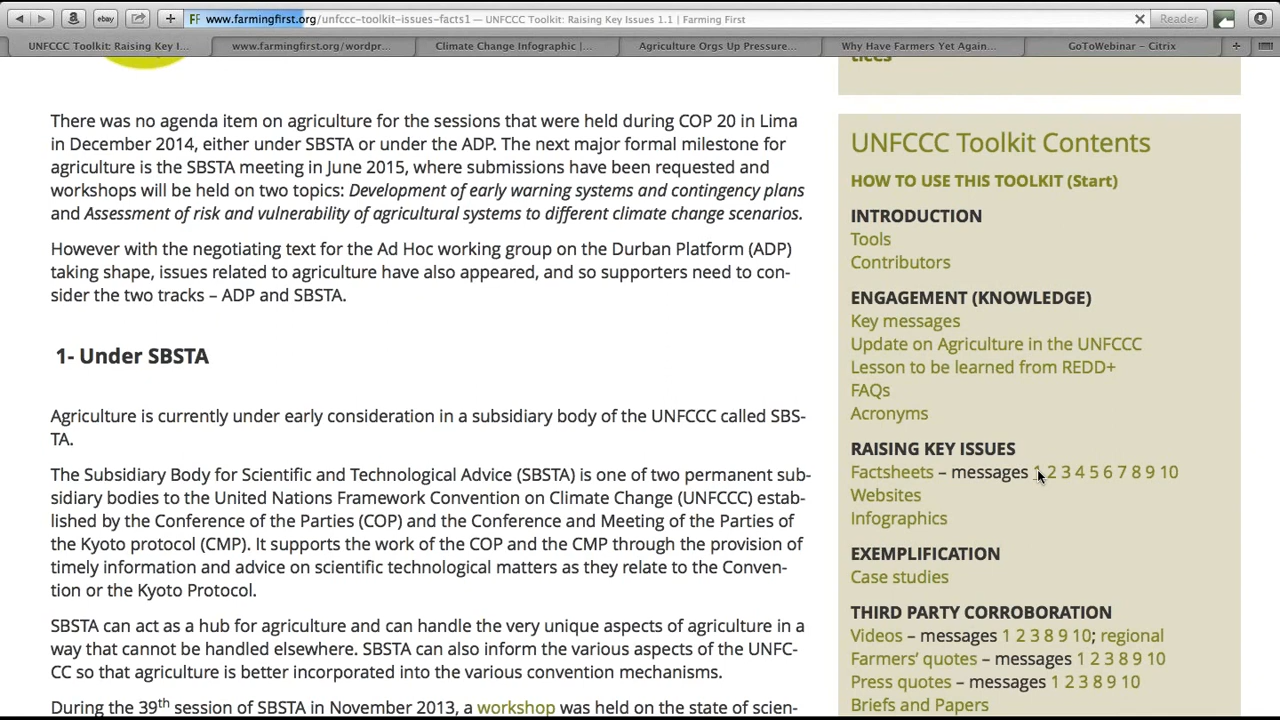 www.farmingfirst.org/unfccc-toolkit-issues-facts1 — UNFCCC Toolkit: Raising Key Issues 1.1 | Farming First
Reader
UNFCCC Toolkit: Raising Key I...
www.farmingfirst.org/wordpr...
Climate Change Infographic |...
Agriculture Orgs Up Pressure...
Why Have Farmers Yet Again...
GoToWebinar – Citrix
There was no agenda item on agriculture for the sessions that were held during COP 20 in Lima
in December 2014, either under SBSTA or under the ADP. The next major formal milestone for
agriculture is the SBSTA meeting in June 2015, where submissions have been requested and
workshops will be held on two topics: Development of early warning systems and contingency plans
and Assessment of risk and vulnerability of agricultural systems to different climate change scenarios.
However with the negotiating text for the Ad Hoc working group on the Durban Platform (ADP)
taking shape, issues related to agriculture have also appeared, and so supporters need to con-
sider the two tracks – ADP and SBSTA.
1- Under SBSTA
Agriculture is currently under early consideration in a subsidiary body of the UNFCCC called SBS-
TA.
The Subsidiary Body for Scientific and Technological Advice (SBSTA) is one of two permanent sub-
sidiary bodies to the United Nations Framework Convention on Climate Change (UNFCCC) estab-
lished by the Conference of the Parties (COP) and the Conference and Meeting of the Parties of
the Kyoto protocol (CMP). It supports the work of the COP and the CMP through the provision of
timely information and advice on scientific technological matters as they relate to the Conven-
tion or the Kyoto Protocol.
SBSTA can act as a hub for agriculture and can handle the very unique aspects of agriculture in a
way that cannot be handled elsewhere. SBSTA can also inform the various aspects of the UNFC-
CC so that agriculture is better incorporated into the various convention mechanisms.
During the 39th session of SBSTA in November 2013, a workshop was held on the state of scien-
tices
UNFCCC Toolkit Contents
HOW TO USE THIS TOOLKIT (Start)
INTRODUCTION
Tools
Contributors
ENGAGEMENT (KNOWLEDGE)
Key messages
Update on Agriculture in the UNFCCC
Lesson to be learned from REDD+
FAQs
Acronyms
RAISING KEY ISSUES
Factsheets – messages 1 2 3 4 5 6 7 8 9 10
Websites
Infographics
EXEMPLIFICATION
Case studies
THIRD PARTY CORROBORATION
Videos – messages 1 2 3 8 9 10; regional
Farmers' quotes – messages 1 2 3 8 9 10
Press quotes – messages 1 2 3 8 9 10
Briefs and Papers